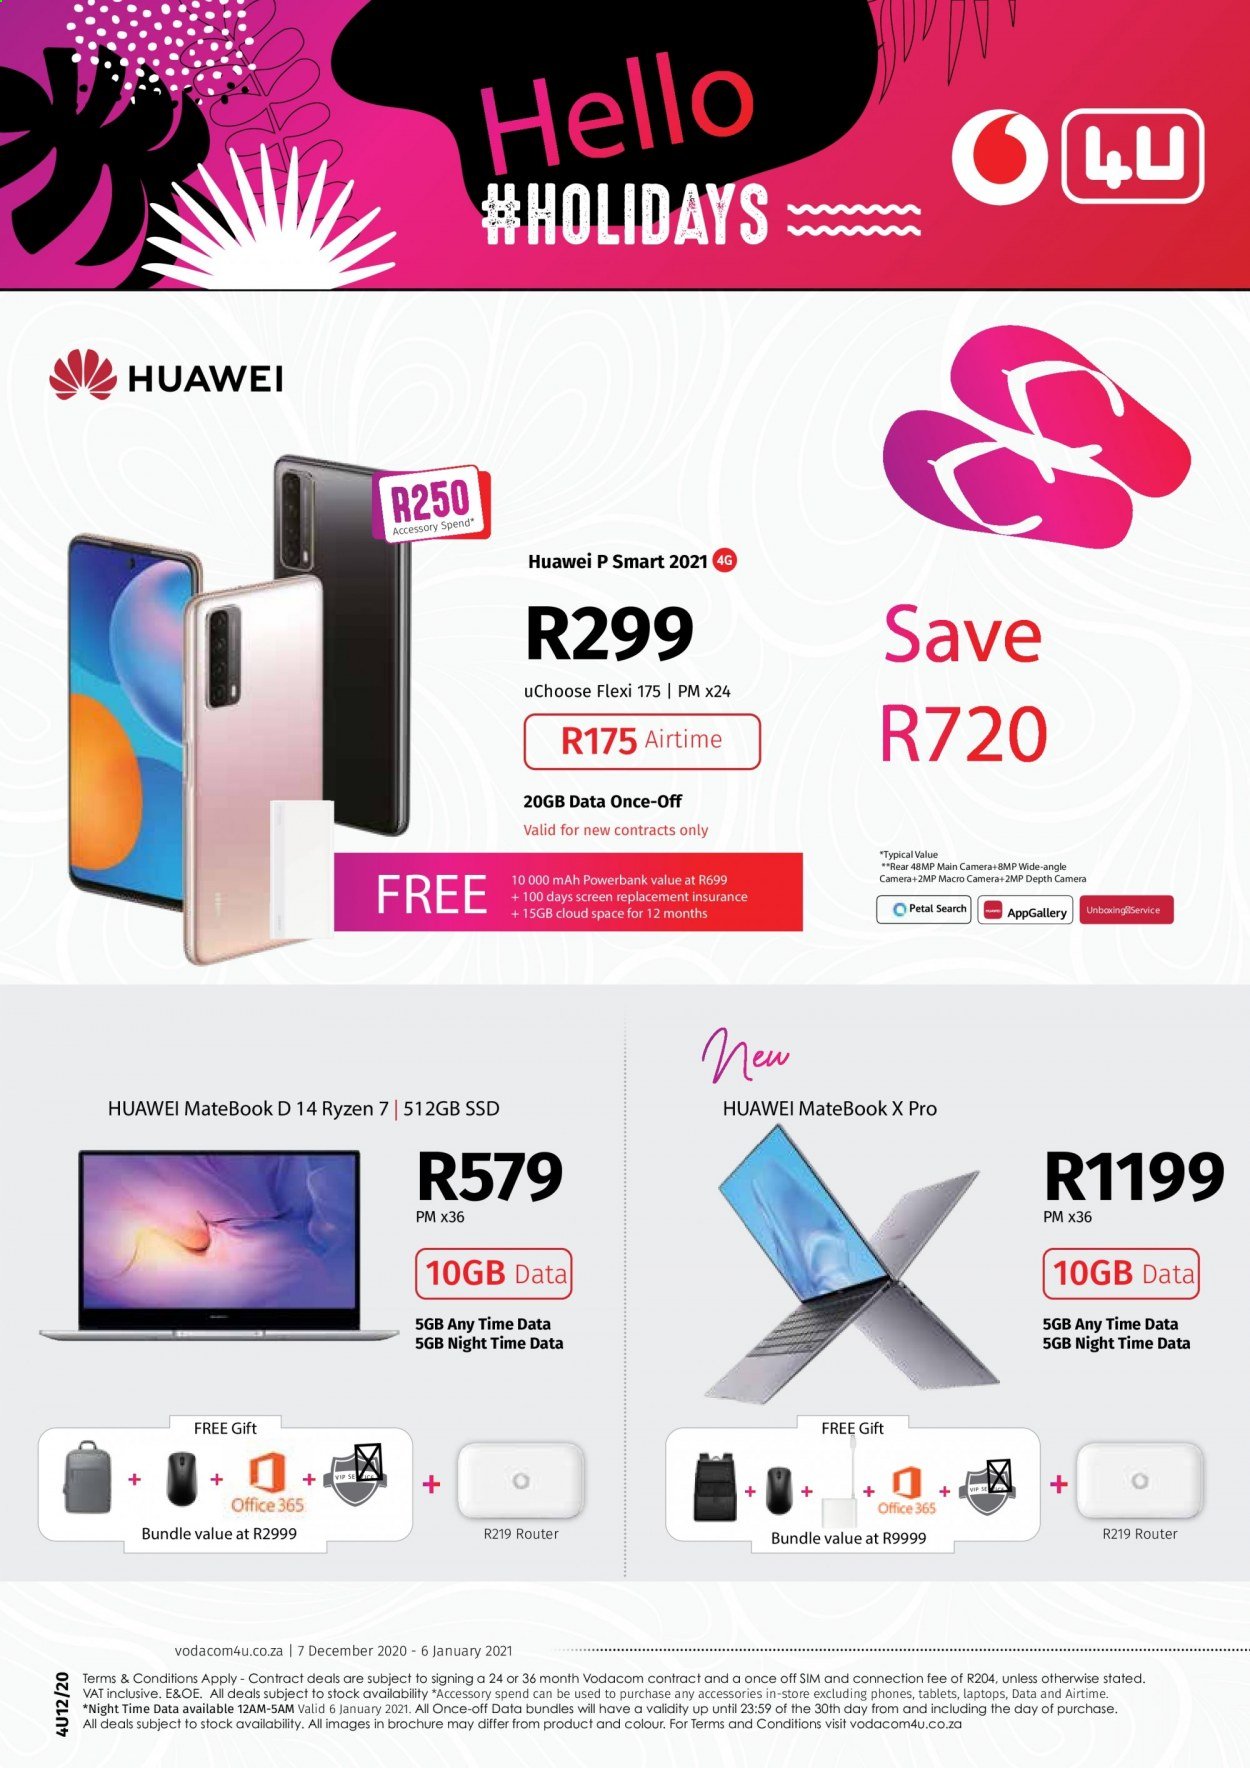 Hello
#HOLIDAYS
4U
HUAWEI
R250
Accessory Spend*
Huawei P Smart 2021 4G
R299
uChoose Flexi 175 | PM x24
R175 Airtime
20GB Data Once-Off
Valid for new contracts only
FREE
10 000 mAh Powerbank value at R699
+ 100 days screen replacement insurance
+ 15GB cloud space for 12 months
Save
R720
*Typical Value
**Rear 48MP Main Camera+8MP Wide-angle
Camera+2MP Macro Camera+2MP Depth Camera
Petal Search
HUAWEI AppGallery
Unboxing Service
HUAWEI MateBook D 14 Ryzen 7 | 512GB SSD
R579
PM x36
10GB Data
5GB Any Time Data
5GB Night Time Data
FREE Gift
+ + Office 365 + VIP
Bundle value at R2999
+
R219 Router
New
HUAWEI MateBook X Pro
R1199
PM x36
10GB Data
5GB Any Time Data
5GB Night Time Data
FREE Gift
+ + + Office 365 + VIP
Bundle value at R9999
+
R219 Router
vodacom4u.co.za | 7 December 2020 - 6 January 2021
4U12/20
Terms & Conditions Apply - Contract deals are subject to signing a 24 or 36 month Vodacom contract and a once off SIM and connection fee of R204, unless otherwise stated.
VAT inclusive. E&OE. All deals subject to stock availability *Accessory spend can be used to purchase any accessories in-store excluding phones, tablets, laptops, Data and Airtime.
*Night Time Data available 12AM-5AM Valid 6 January 2021. All Once-off Data bundles will have a validity up until 23:59 of the 30th day from and including the day of purchase.
All deals subject to stock availability. All images in brochure may differ from product and colour. For Terms and Conditions visit vodacom4u.co.za